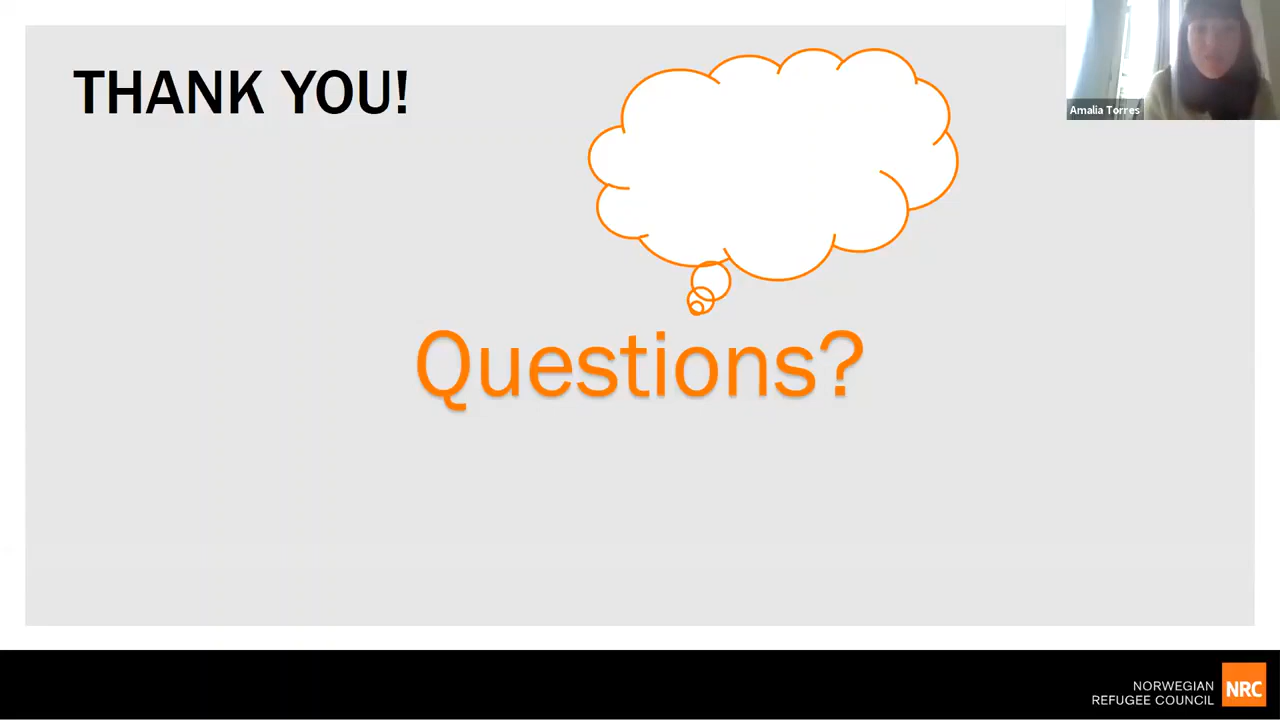 THANK YOU!
Amalia Torres
Questions?
NORWEGIAN
REFUGEE COUNCIL
NRC